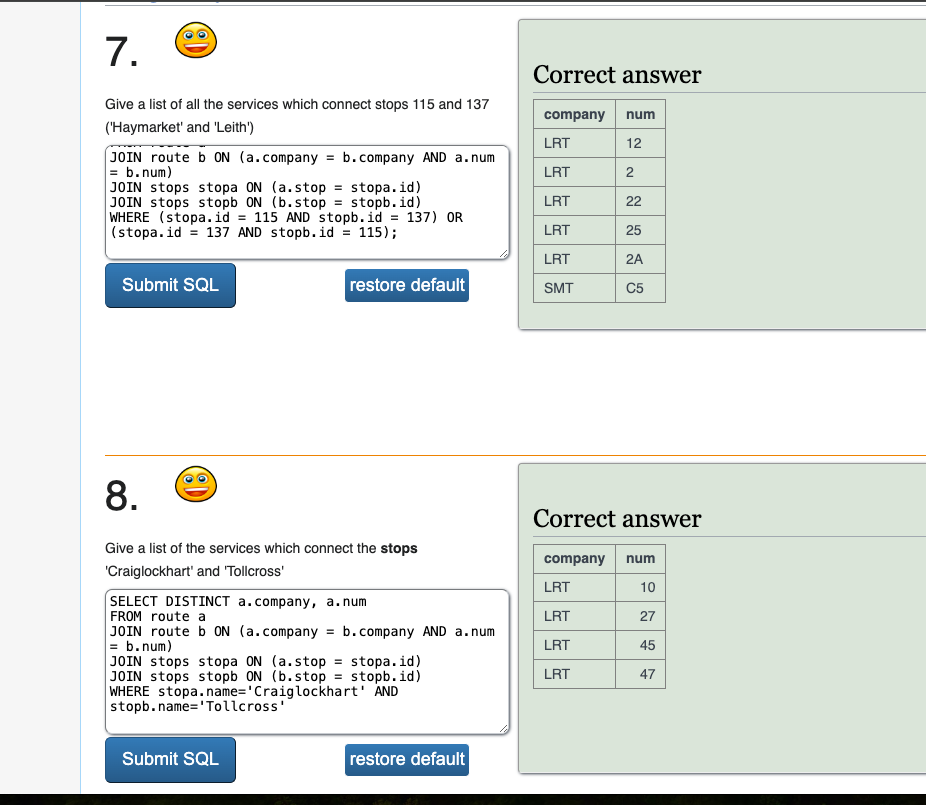 7.
Give a list of all the services which connect stops 115 and 137
('Haymarket' and 'Leith')
JOIN route b ON (a.company = b.company AND a.num
= b.num)
JOIN stops stopa ON (a.stop = stopa.id)
JOIN stops stopb ON (b.stop = stopb.id)
WHERE (stopa.id = 115 AND stopb.id = 137) OR
(stopa.id = 137 AND stopb.id = 115);
Submit SQL restore default
Correct answer
company num
LRT 12
LRT 2
LRT 22
LRT 25
LRT 2A
SMT C5
8.
Give a list of the services which connect the stops
'Craiglockhart' and 'Tollcross'
SELECT DISTINCT a.company, a.num
FROM route a
JOIN route b ON (a.company = b.company AND a.num
= b.num)
JOIN stops stopa ON (a.stop = stopa.id)
JOIN stops stopb ON (b.stop = stopb.id)
WHERE stopa.name='Craiglockhart' AND
stopb.name='Tollcross'
Submit SQL restore default
Correct answer
company num
LRT 10
LRT 27
LRT 45
LRT 47